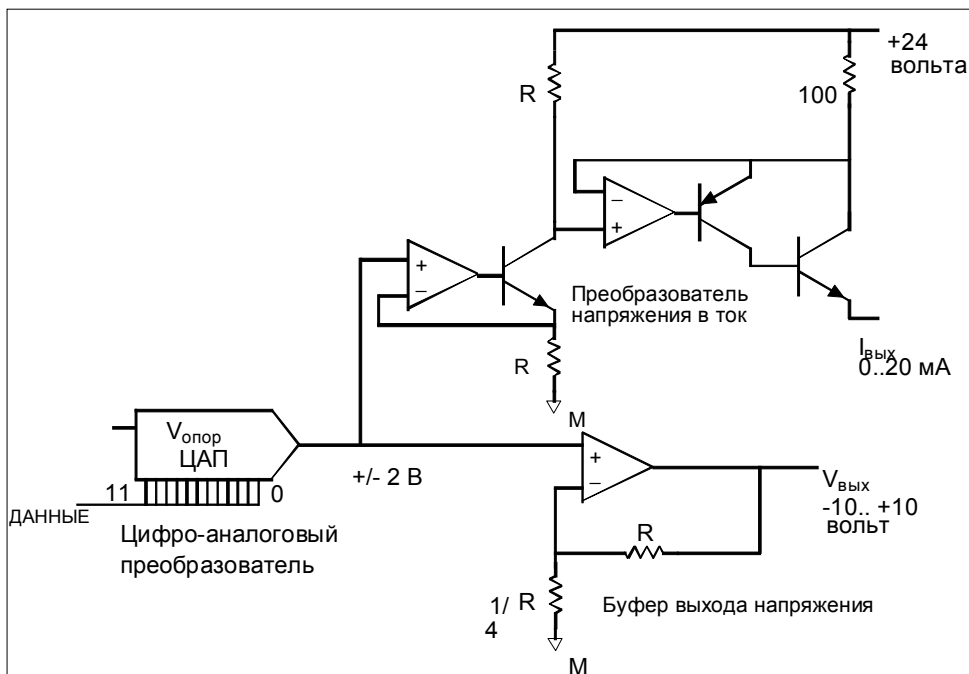 +24
вольта
R
100
+
−
−
+
Преобразователь
напряжения в ток
R
Iвых
0..20 мА
M
Vопор
ЦАП
+/- 2 В
+
−
11
0
ДАННЫЕ
Vвых
-10.. +10
вольт
Цифро-аналоговый
преобразователь
R
1/
4
R
Буфер выхода напряжения
M